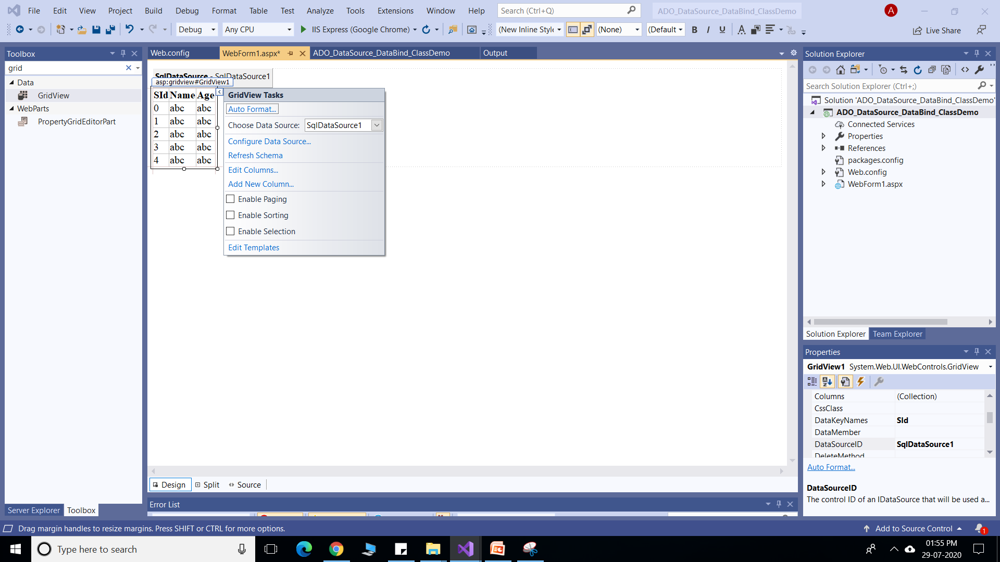 File Edit View Project Build Debug Format Table Test Analyze Tools Extensions Window Help Search (Ctrl+Q) ADO_DataSource_DataBind_ClassDemo A
Debug Any CPU IIS Express (Google Chrome) (New Inline Style (None) (Default B I U A Live Share
Toolbox
grid
Data
GridView
WebParts
PropertyGridEditorPart
Server Explorer Toolbox
Web.config WebForm1.aspx* ADO_DataSource_DataBind_ClassDemo Output
SqlDataSource - SqlDataSource1
asp:gridview#GridView1
SId Name Age
0 abc abc
1 abc abc
2 abc abc
3 abc abc
4 abc abc
GridView Tasks
Auto Format...
Choose Data Source: SqlDataSource1
Configure Data Source...
Refresh Schema
Edit Columns...
Add New Column...
Enable Paging
Enable Sorting
Enable Selection
Edit Templates
Design Split Source
Error List
Solution Explorer
Search Solution Explorer (Ctrl+;)
Solution 'ADO_DataSource_DataBind_ClassDemo'
ADO_DataSource_DataBind_ClassDemo
Connected Services
Properties
References
packages.config
Web.config
WebForm1.aspx
Solution Explorer Team Explorer
Properties
GridView1 System.Web.UI.WebControls.GridView
Columns (Collection)
CssClass
DataKeyNames SId
DataMember
DataSourceID SqlDataSource1
DeleteMethod
Auto Format...
DataSourceID
The control ID of an IDataSource that will be used a...
Drag margin handles to resize margins. Press SHIFT or CTRL for more options. Add to Source Control 1
Type here to search
01:55 PM
29-07-2020